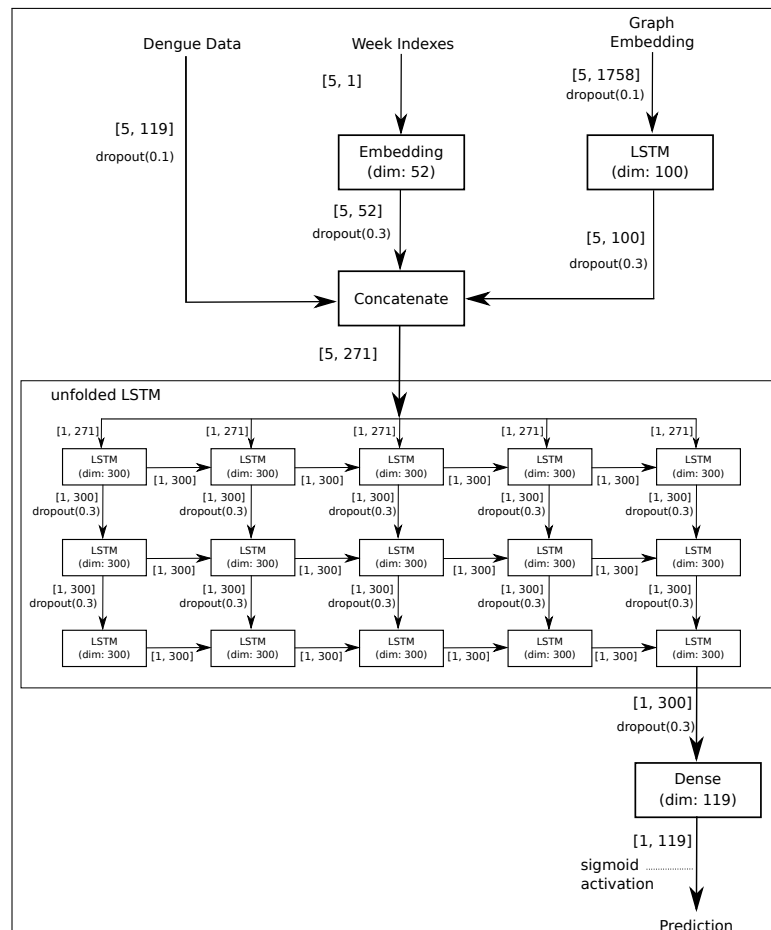 Dengue Data
Week Indexes
Graph
Embedding
[5, 1]
[5, 1758]
dropout(0.1)
[5, 119]
dropout(0.1)
Embedding
(dim: 52)
LSTM
(dim: 100)
[5, 52]
dropout(0.3)
[5, 100]
dropout(0.3)
Concatenate
[5, 271]
unfolded LSTM
[1, 271] [1, 271] [1, 271] [1, 271] [1, 271]
LSTM LSTM LSTM LSTM LSTM
(dim: 300) (dim: 300) (dim: 300) (dim: 300) (dim: 300)
[1, 300] [1, 300] [1, 300] [1, 300]
[1, 300] [1, 300] [1, 300] [1, 300] [1, 300]
dropout(0.3) dropout(0.3) dropout(0.3) dropout(0.3) dropout(0.3)
LSTM LSTM LSTM LSTM LSTM
(dim: 300) (dim: 300) (dim: 300) (dim: 300) (dim: 300)
[1, 300] [1, 300] [1, 300] [1, 300]
[1, 300] [1, 300] [1, 300] [1, 300] [1, 300]
dropout(0.3) dropout(0.3) dropout(0.3) dropout(0.3) dropout(0.3)
LSTM LSTM LSTM LSTM LSTM
(dim: 300) (dim: 300) (dim: 300) (dim: 300) (dim: 300)
[1, 300] [1, 300] [1, 300] [1, 300]
[1, 300]
dropout(0.3)
Dense
(dim: 119)
[1, 119]
sigmoid
activation
Prediction